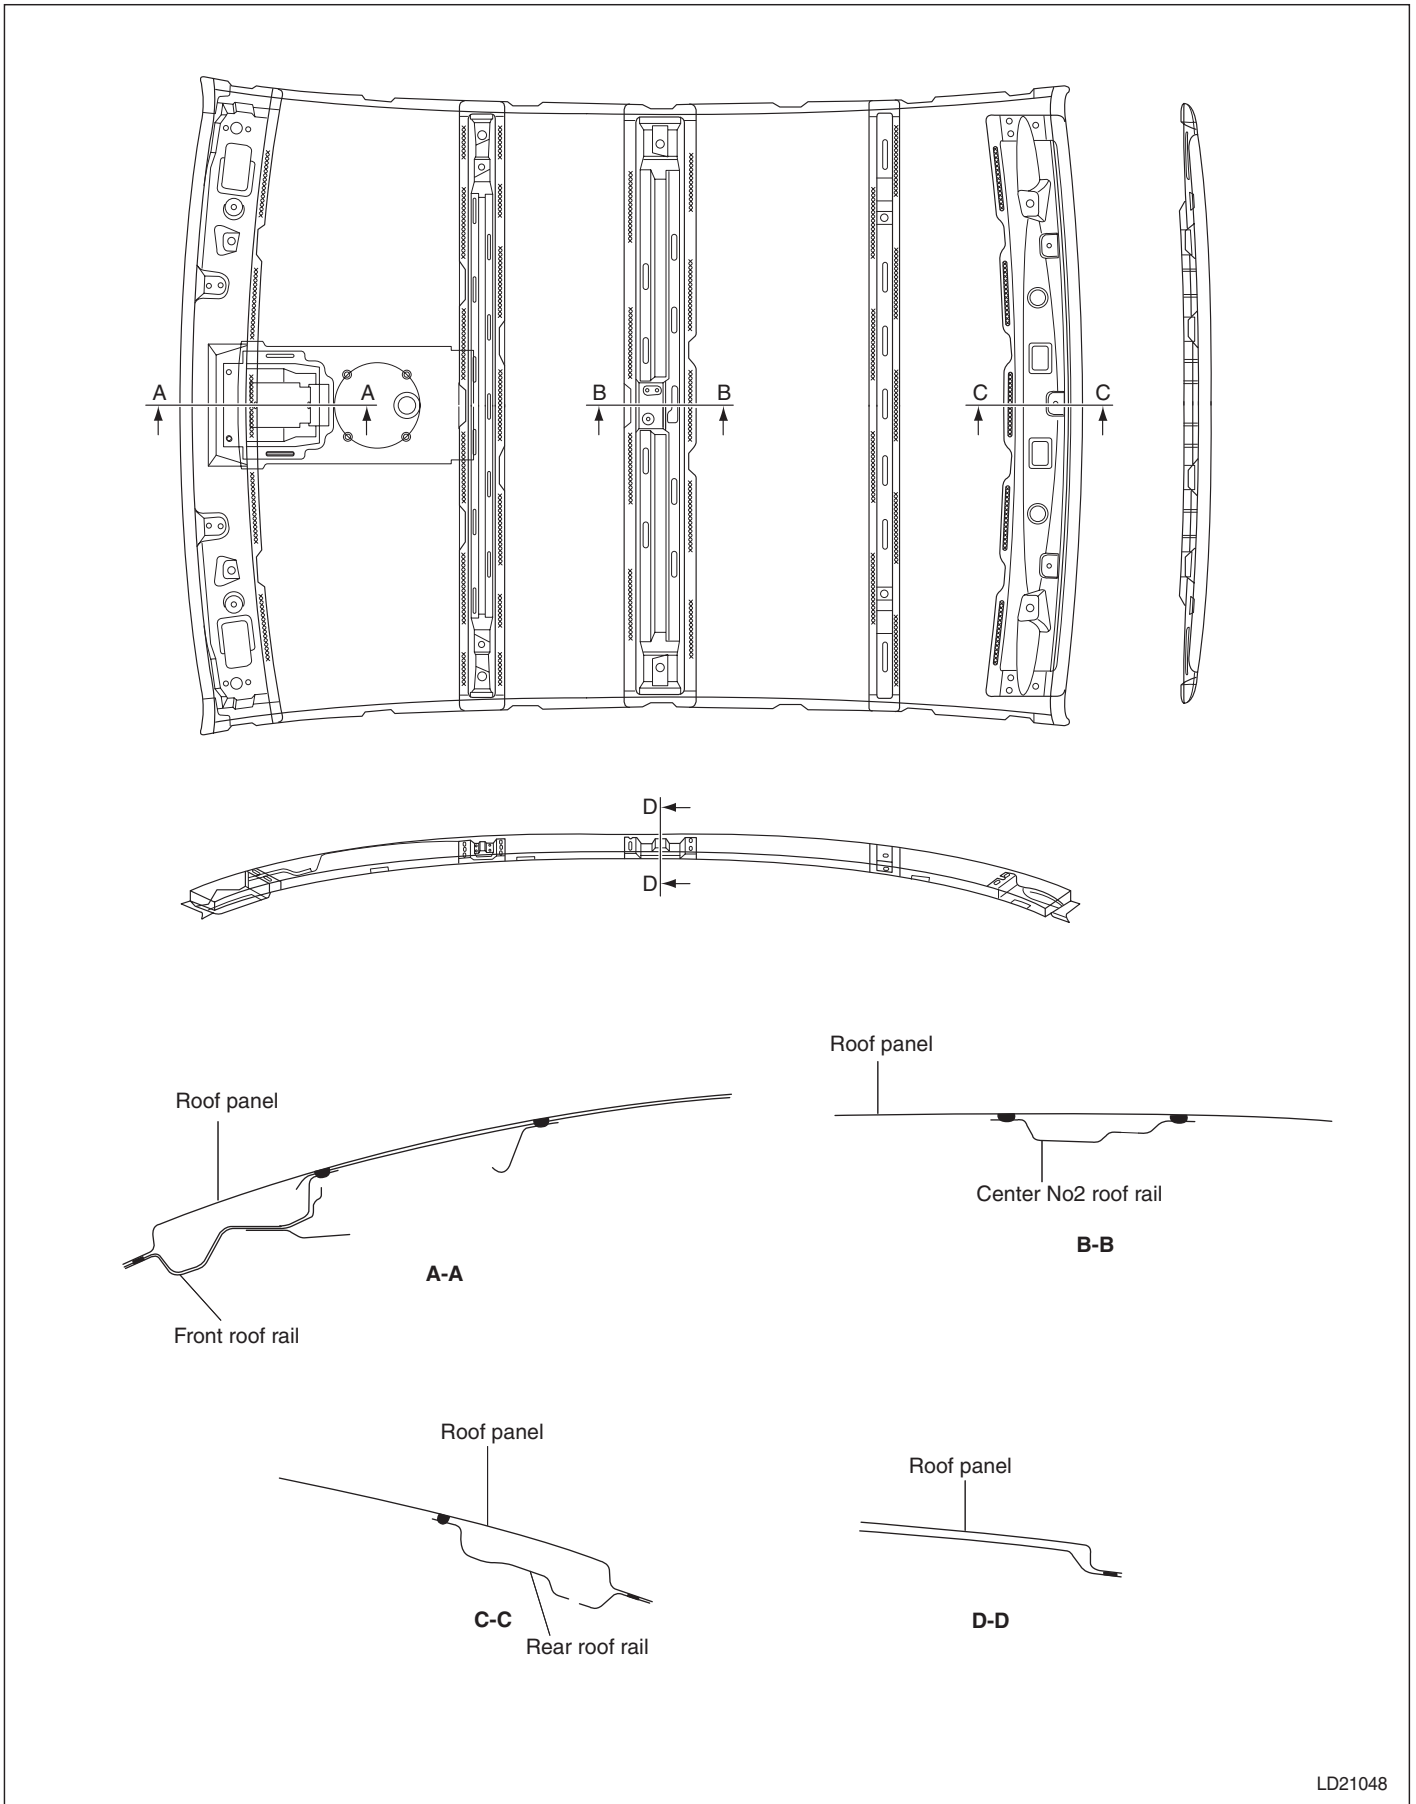 A
A
B
B
C
C
D
D
Roof panel
Roof panel
Center No2 roof rail
B-B
A-A
Front roof rail
Roof panel
Roof panel
C-C
D-D
Rear roof rail
LD21048